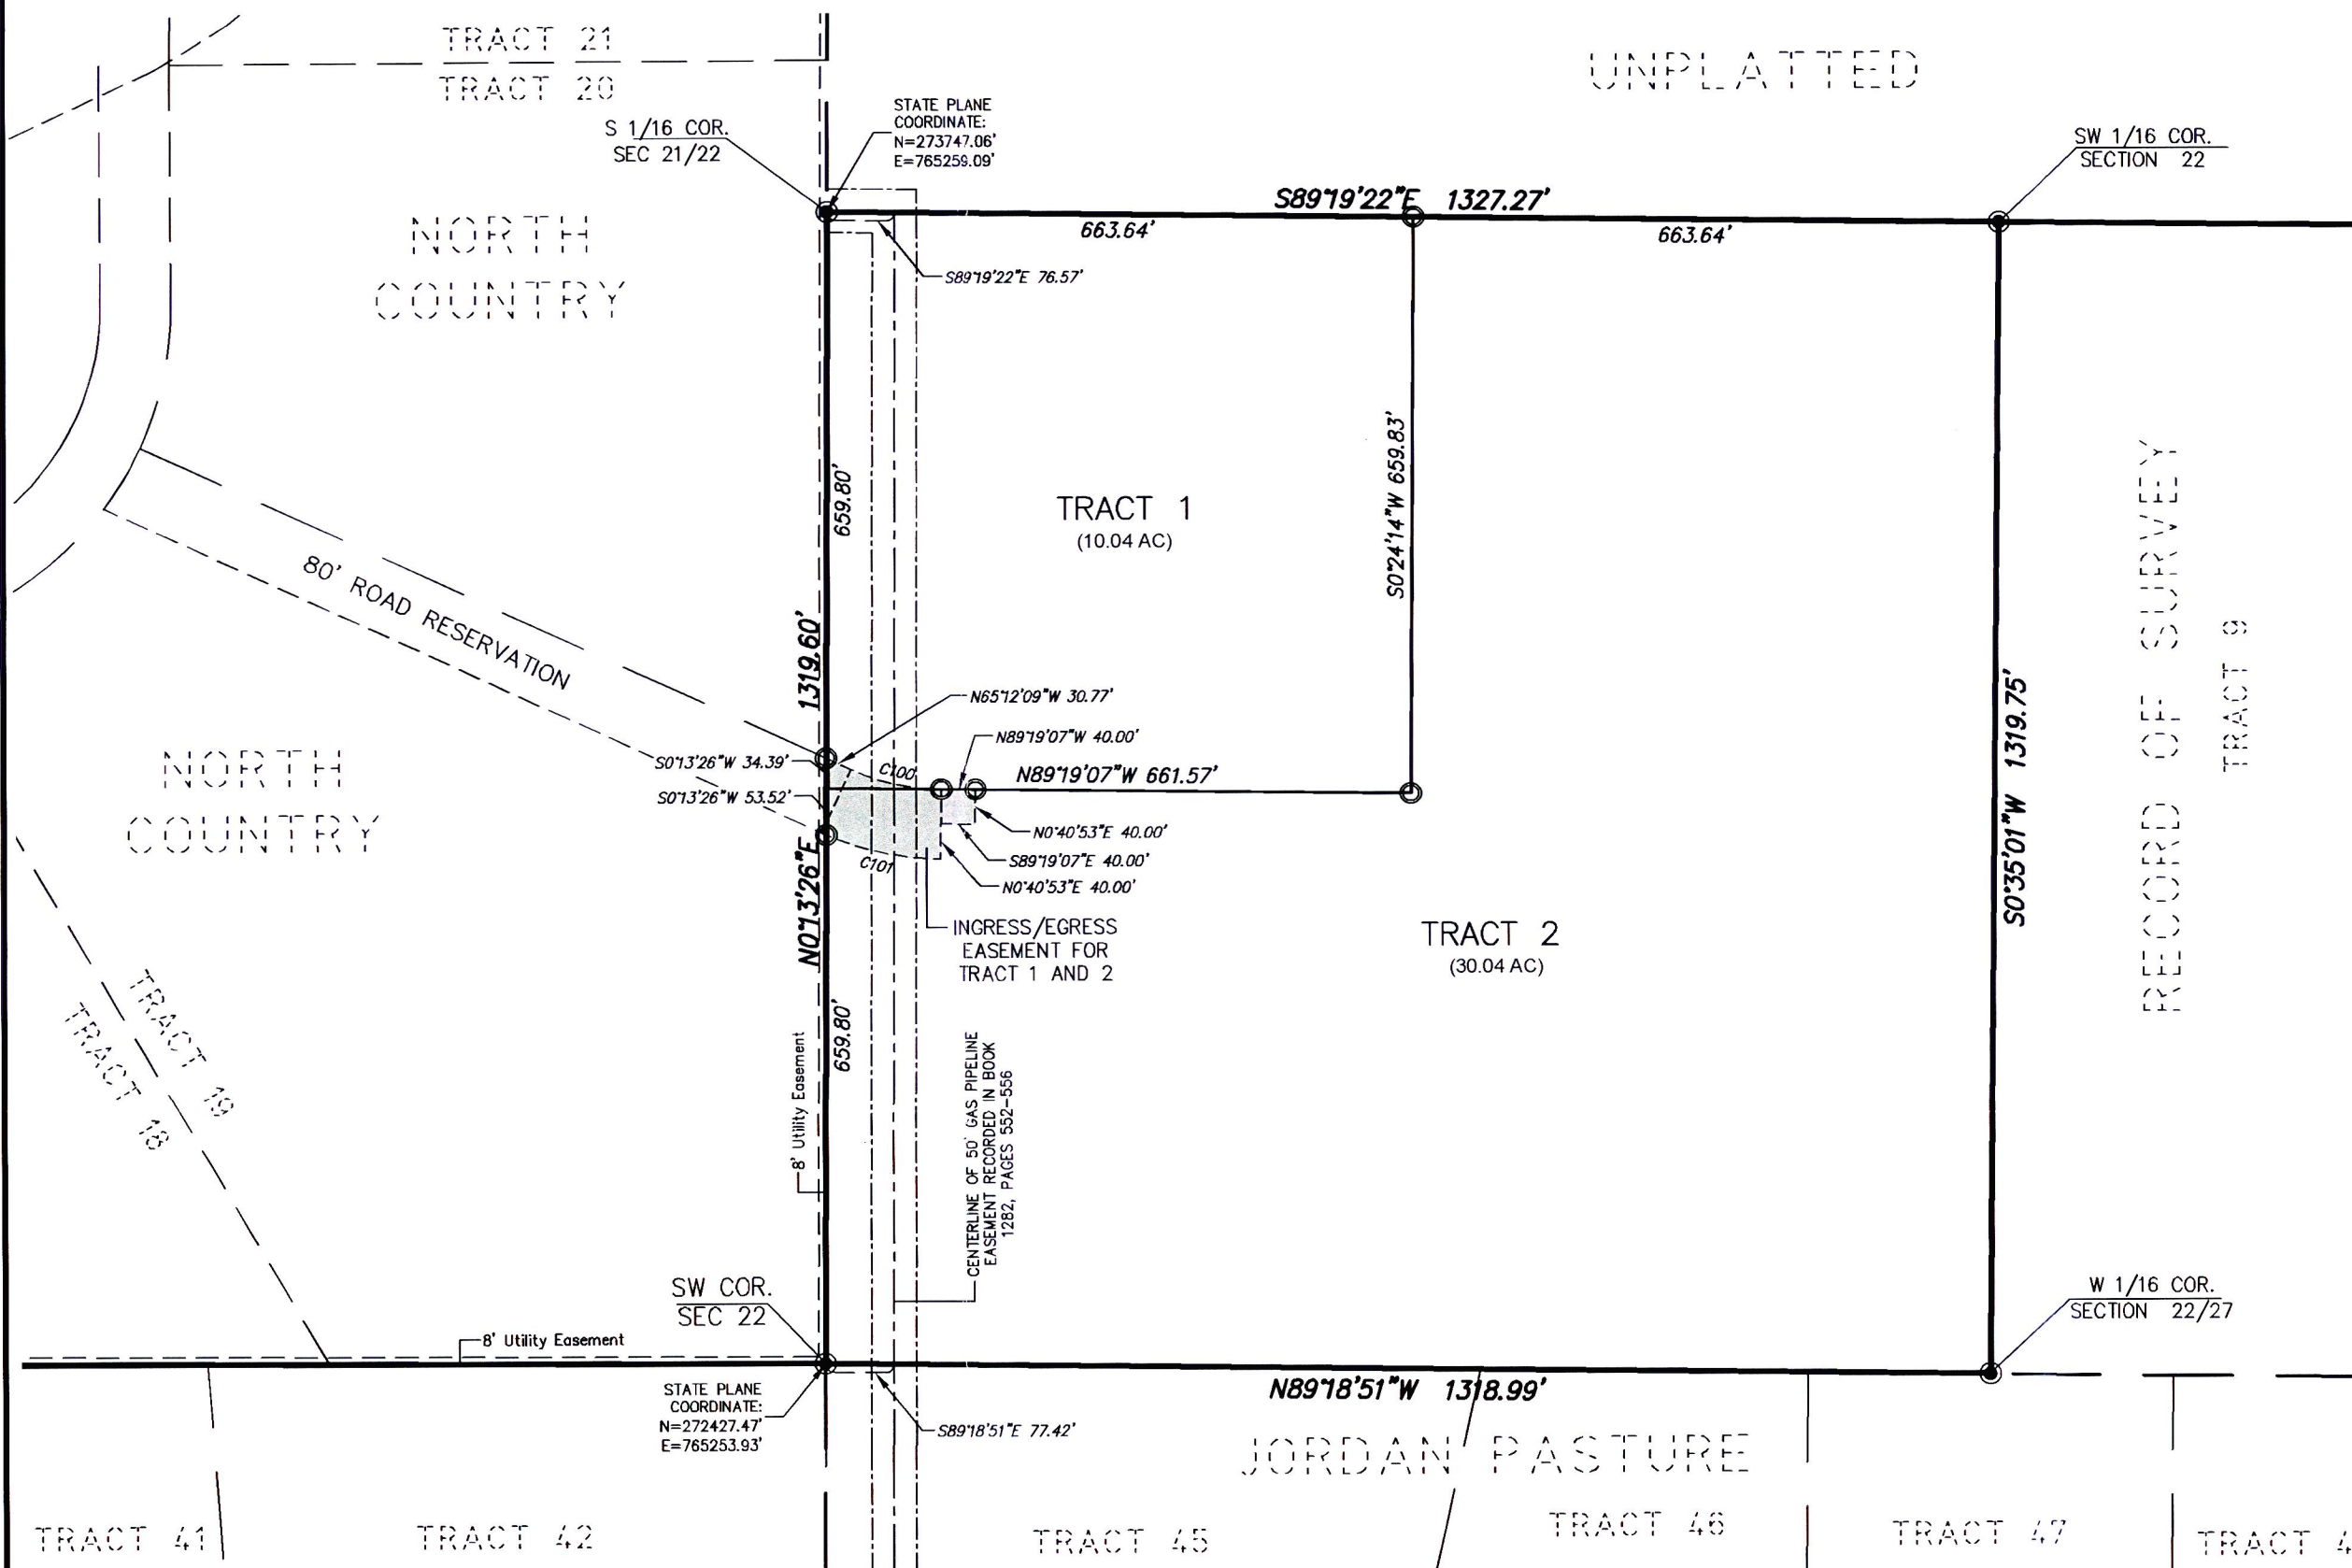 TRACT 21
TRACT 20
UNPLATTED
S 1/16 COR.
SEC 21/22
STATE PLANE
COORDINATE:
N=273747.06'
E=765259.09'
SW 1/16 COR.
SECTION 22
S89°19'22"E 1327.27'
663.64'
663.64'
S89°19'22"E 76.57'
NORTH
COUNTRY
659.80'
1319.60'
N0°13'26"E
659.80'
TRACT 1
(10.04 AC)
S0°24'14"W 659.83'
RECORD OF SURVEY
TRACT 9
80' ROAD RESERVATION
N65°12'09"W 30.77'
N89°19'07"W 40.00'
S0°13'26"W 34.39'
C100
N89°19'07"W 661.57'
S0°13'26"W 53.52'
N0°40'53"E 40.00'
S89°19'07"E 40.00'
C101
N0°40'53"E 40.00'
NORTH
COUNTRY
INGRESS/EGRESS
EASEMENT FOR
TRACT 1 AND 2
TRACT 2
(30.04 AC)
S0°35'01"W 1319.75'
TRACT 19
TRACT 18
8' Utility Easement
CENTERLINE OF 50' GAS PIPELINE
EASEMENT RECORDED IN BOOK
1282, PAGES 552-556
SW COR.
SEC 22
W 1/16 COR.
SECTION 22/27
8' Utility Easement
STATE PLANE
COORDINATE:
N=272427.47'
E=765253.93'
N89°18'51"W 1318.99'
S89°18'51"E 77.42'
JORDAN PASTURE
TRACT 41
TRACT 42
TRACT 45
TRACT 46
TRACT 47
TRACT 4